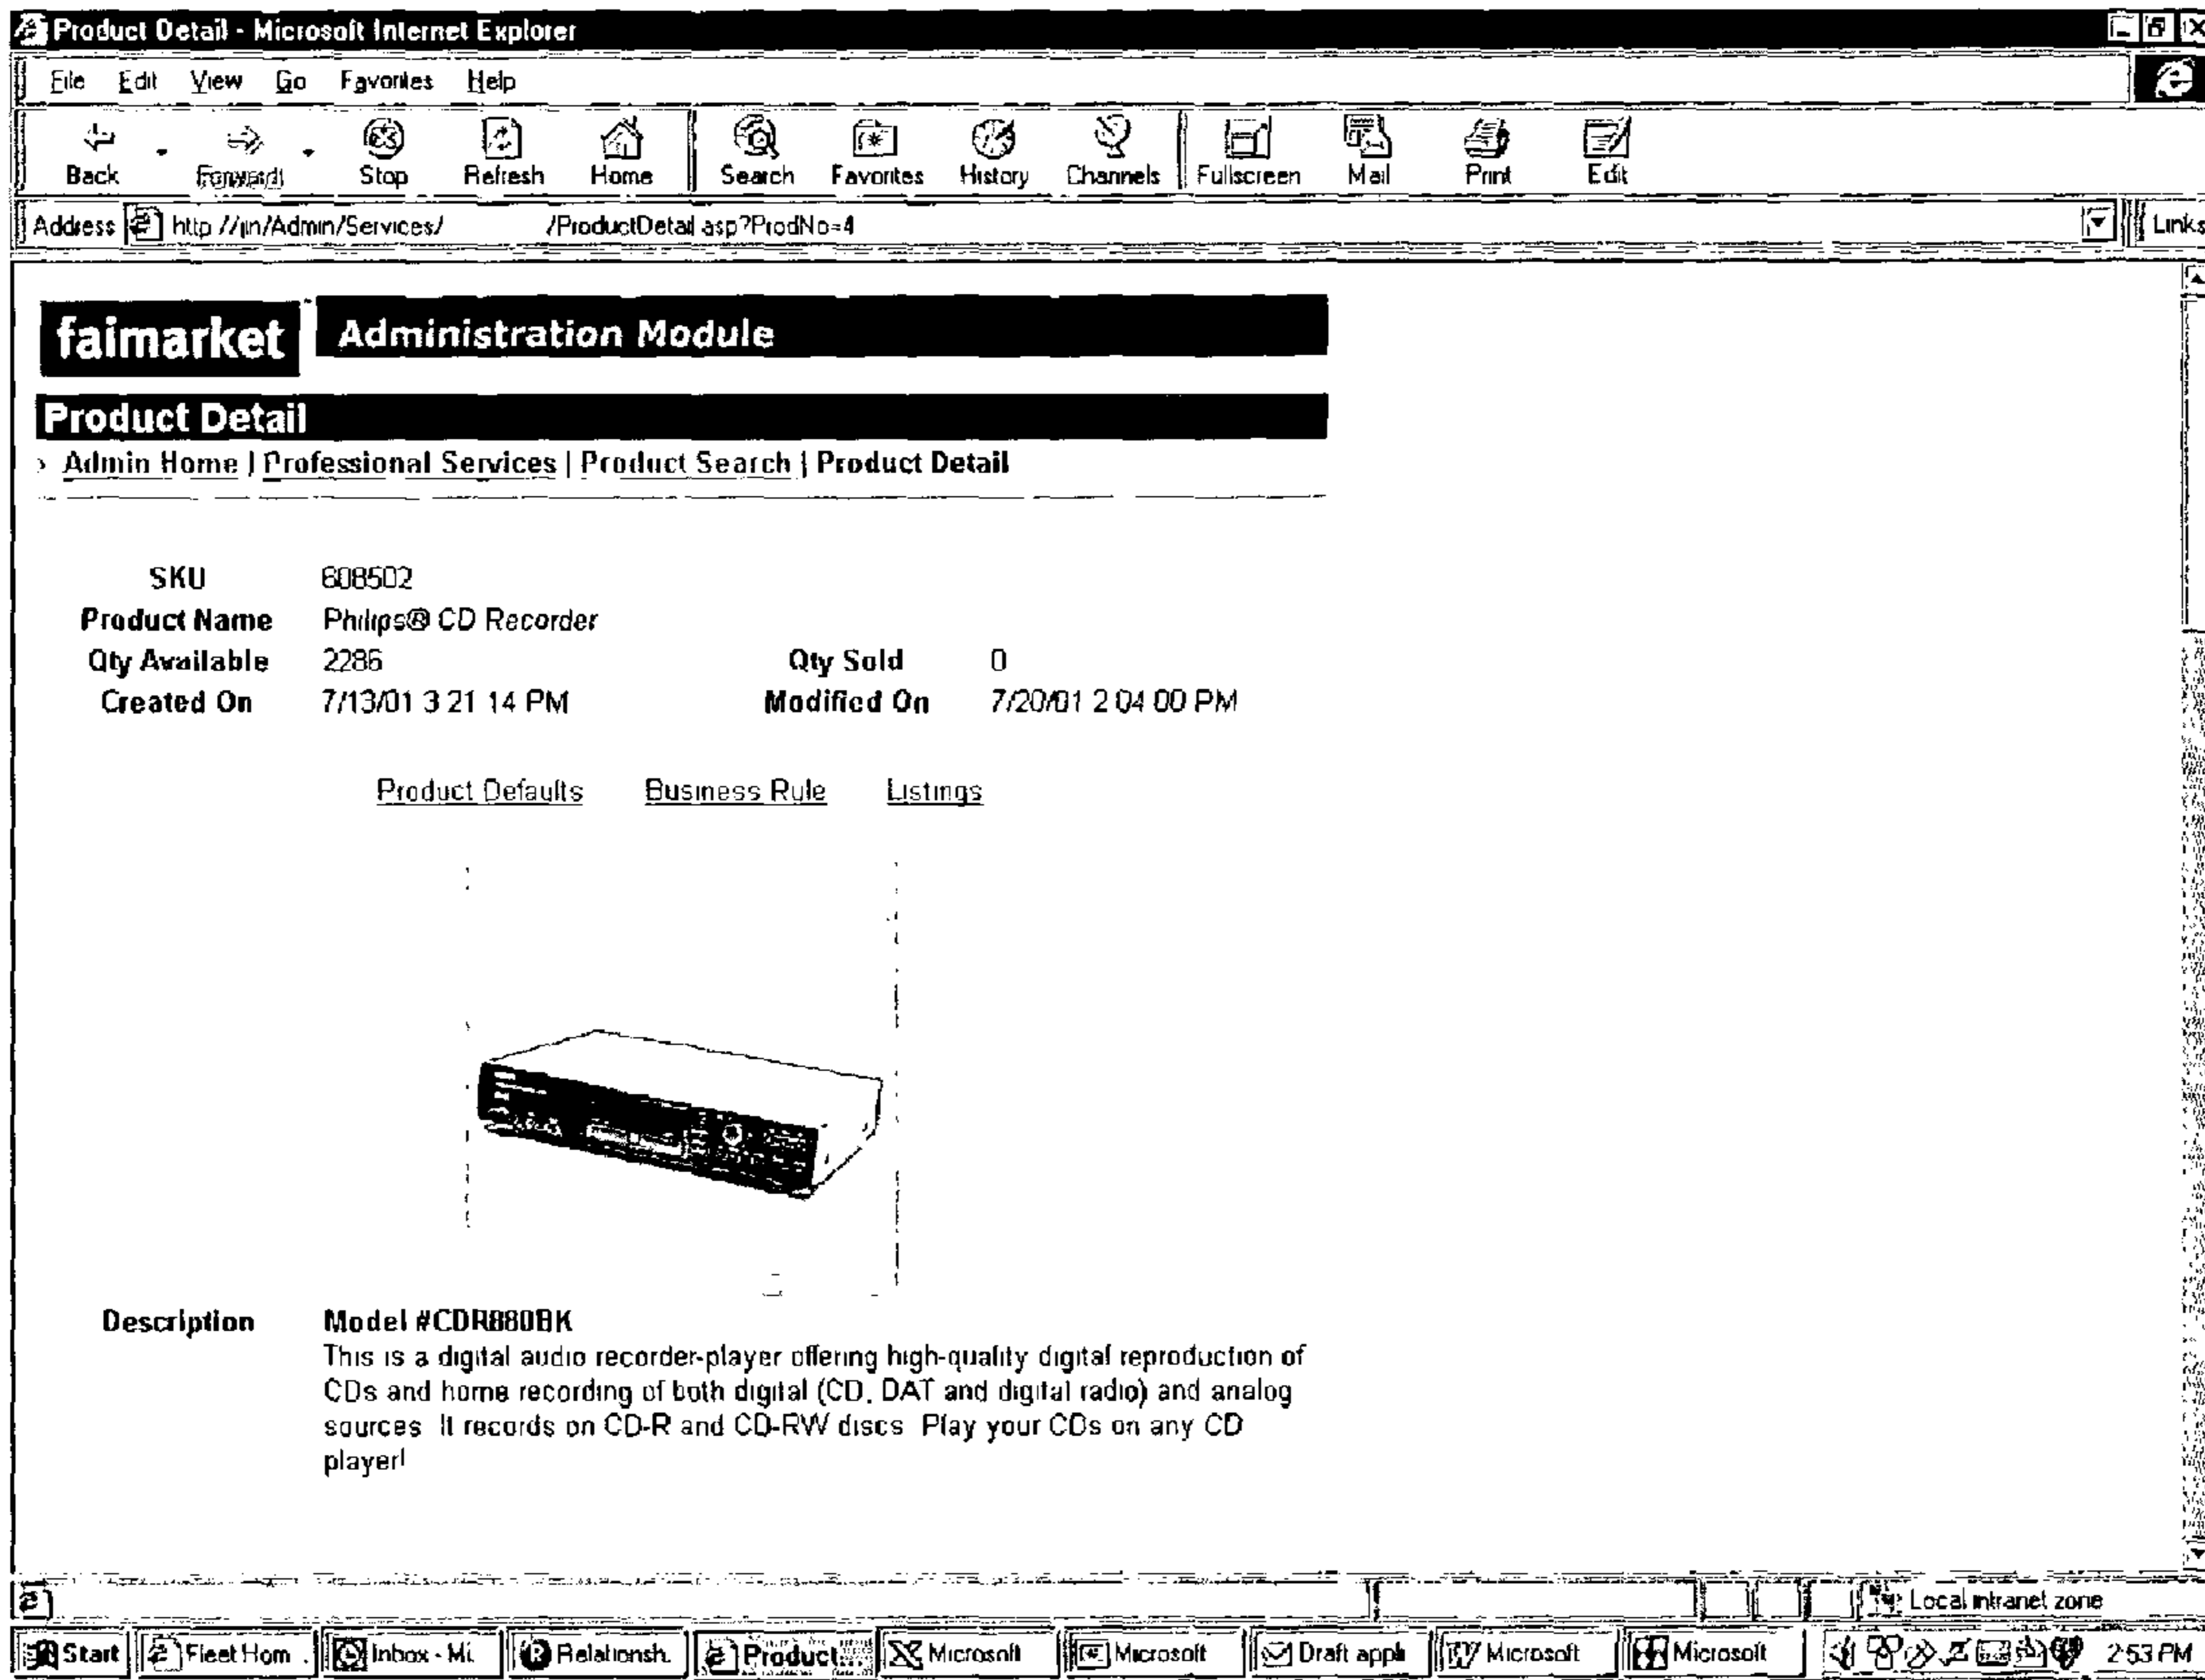 Product Detail - Microsoft Internet Explorer
File Edit View Go Favorites Help
Back Forward Stop Refresh Home Search Favorites History Channels Fullscreen Mail Print Edit
Address http //jin/Admin/Services/ /ProductDetail asp?ProdNo=4 Links
faimarket Administration Module
Product Detail
> Admin Home | Professional Services | Product Search | Product Detail
SKU 608502
Product Name Philips® CD Recorder
Qty Available 2286 Qty Sold 0
Created On 7/13/01 3 21 14 PM Modified On 7/20/01 2 04 00 PM
Product Defaults Business Rule Listings
Description Model #CDR880BK
This is a digital audio recorder-player offering high-quality digital reproduction of
CDs and home recording of both digital (CD, DAT and digital radio) and analog
sources It records on CD-R and CD-RW discs Play your CDs on any CD
player!
Local intranet zone
Start Fleet Hom . Inbox - Mi. Relationsh. Product... Microsoft Microsoft Draft appli Microsoft Microsoft 2:53 PM